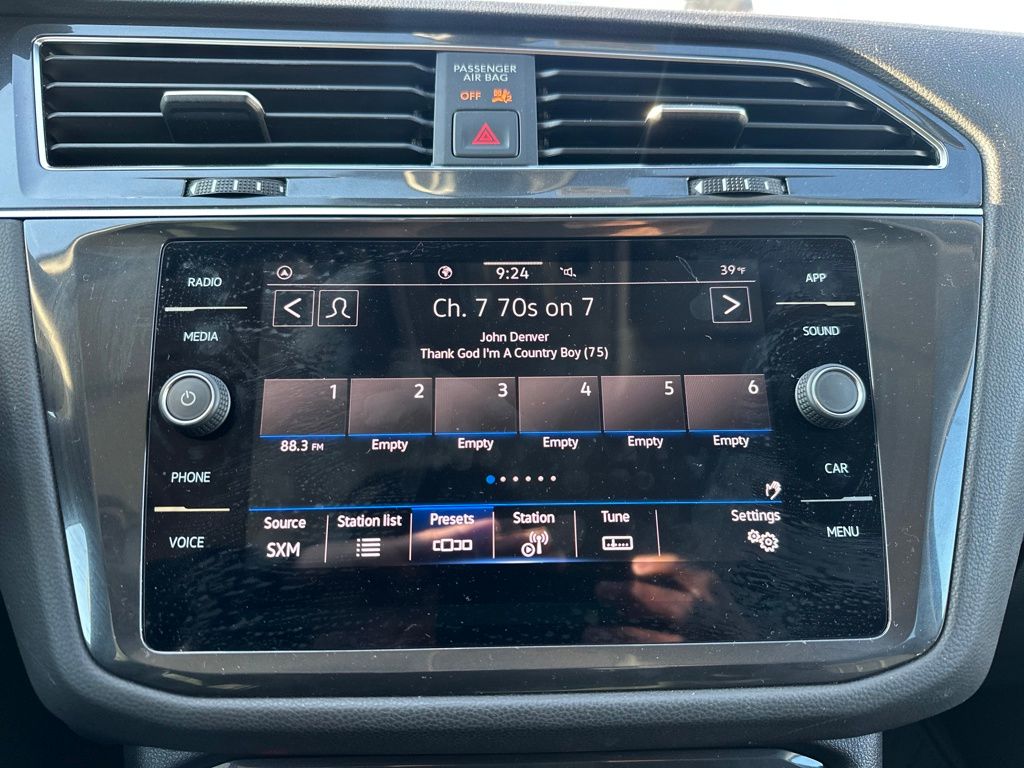 PASSENGER
AIR BAG
OFF
RADIO
MEDIA
PHONE
VOICE
9:24
39°F
Ch. 7 70s on 7
John Denver
Thank God I'm A Country Boy (75)
1 2 3 4 5 6
88.3 FM Empty Empty Empty Empty Empty
Source Station list Presets Station Tune Settings
SXM
APP
SOUND
CAR
MENU